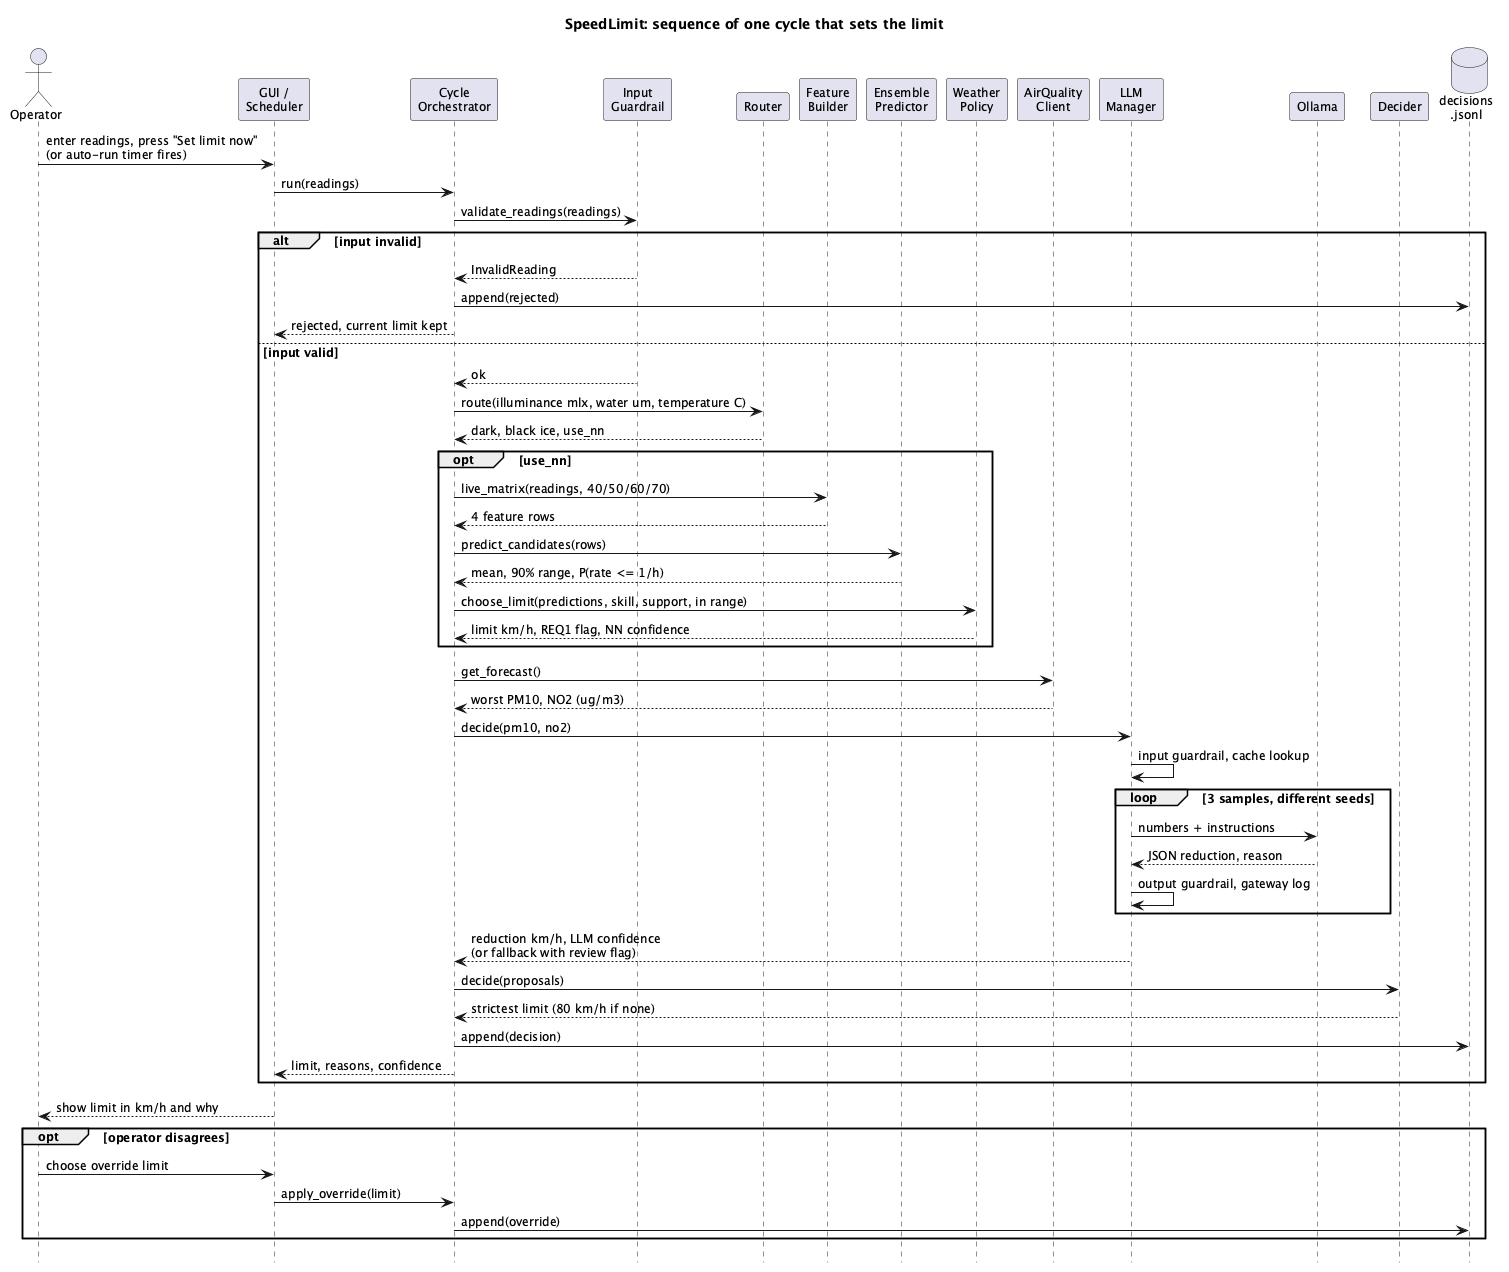 SpeedLimit: sequence of one cycle that sets the limit
Operator
GUI /
Scheduler
Cycle
Orchestrator
Input
Guardrail
Router
Feature
Builder
Ensemble
Predictor
Weather
Policy
AirQuality
Client
LLM
Manager
Ollama
Decider
decisions
.jsonl
enter readings, press "Set limit now"
(or auto-run timer fires)
run(readings)
validate_readings(readings)
alt [input invalid]
InvalidReading
append(rejected)
rejected, current limit kept
[input valid]
ok
route(illuminance mlx, water um, temperature C)
dark, black ice, use_nn
opt [use_nn]
live_matrix(readings, 40/50/60/70)
4 feature rows
predict_candidates(rows)
mean, 90% range, P(rate <= 1/h)
choose_limit(predictions, skill, support, in range)
limit km/h, REQ1 flag, NN confidence
get_forecast()
worst PM10, NO2 (ug/m3)
decide(pm10, no2)
input guardrail, cache lookup
loop [3 samples, different seeds]
numbers + instructions
JSON reduction, reason
output guardrail, gateway log
reduction km/h, LLM confidence
(or fallback with review flag)
decide(proposals)
strictest limit (80 km/h if none)
append(decision)
limit, reasons, confidence
show limit in km/h and why
opt [operator disagrees]
choose override limit
apply_override(limit)
append(override)